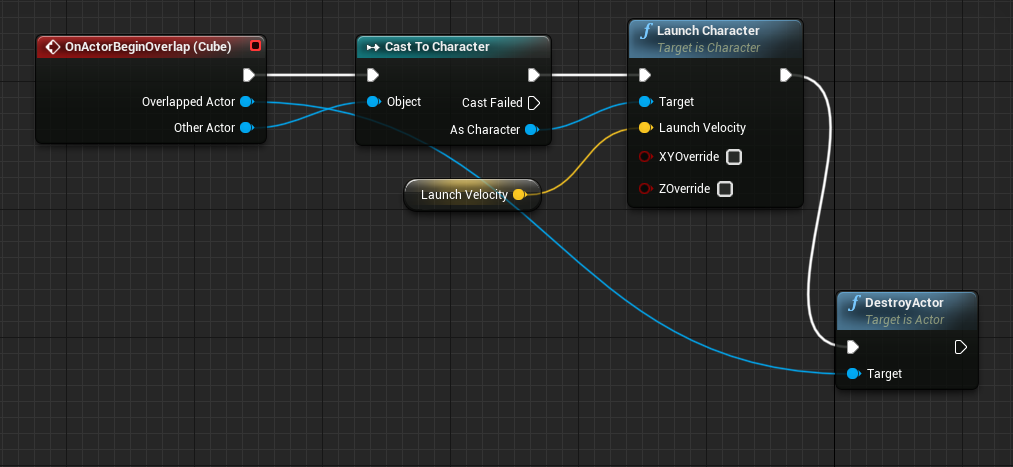 OnActorBeginOverlap (Cube)
Overlapped Actor
Other Actor
Cast To Character
Object
Cast Failed
As Character
Launch Velocity
Launch Character
Target is Character
Target
Launch Velocity
XYOverride
ZOverride
DestroyActor
Target is Actor
Target